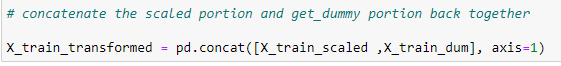 # concatenate the scaled portion and get_dummy portion back together
X_train_transformed = pd.concat([X_train_scaled ,X_train_dum], axis=1)